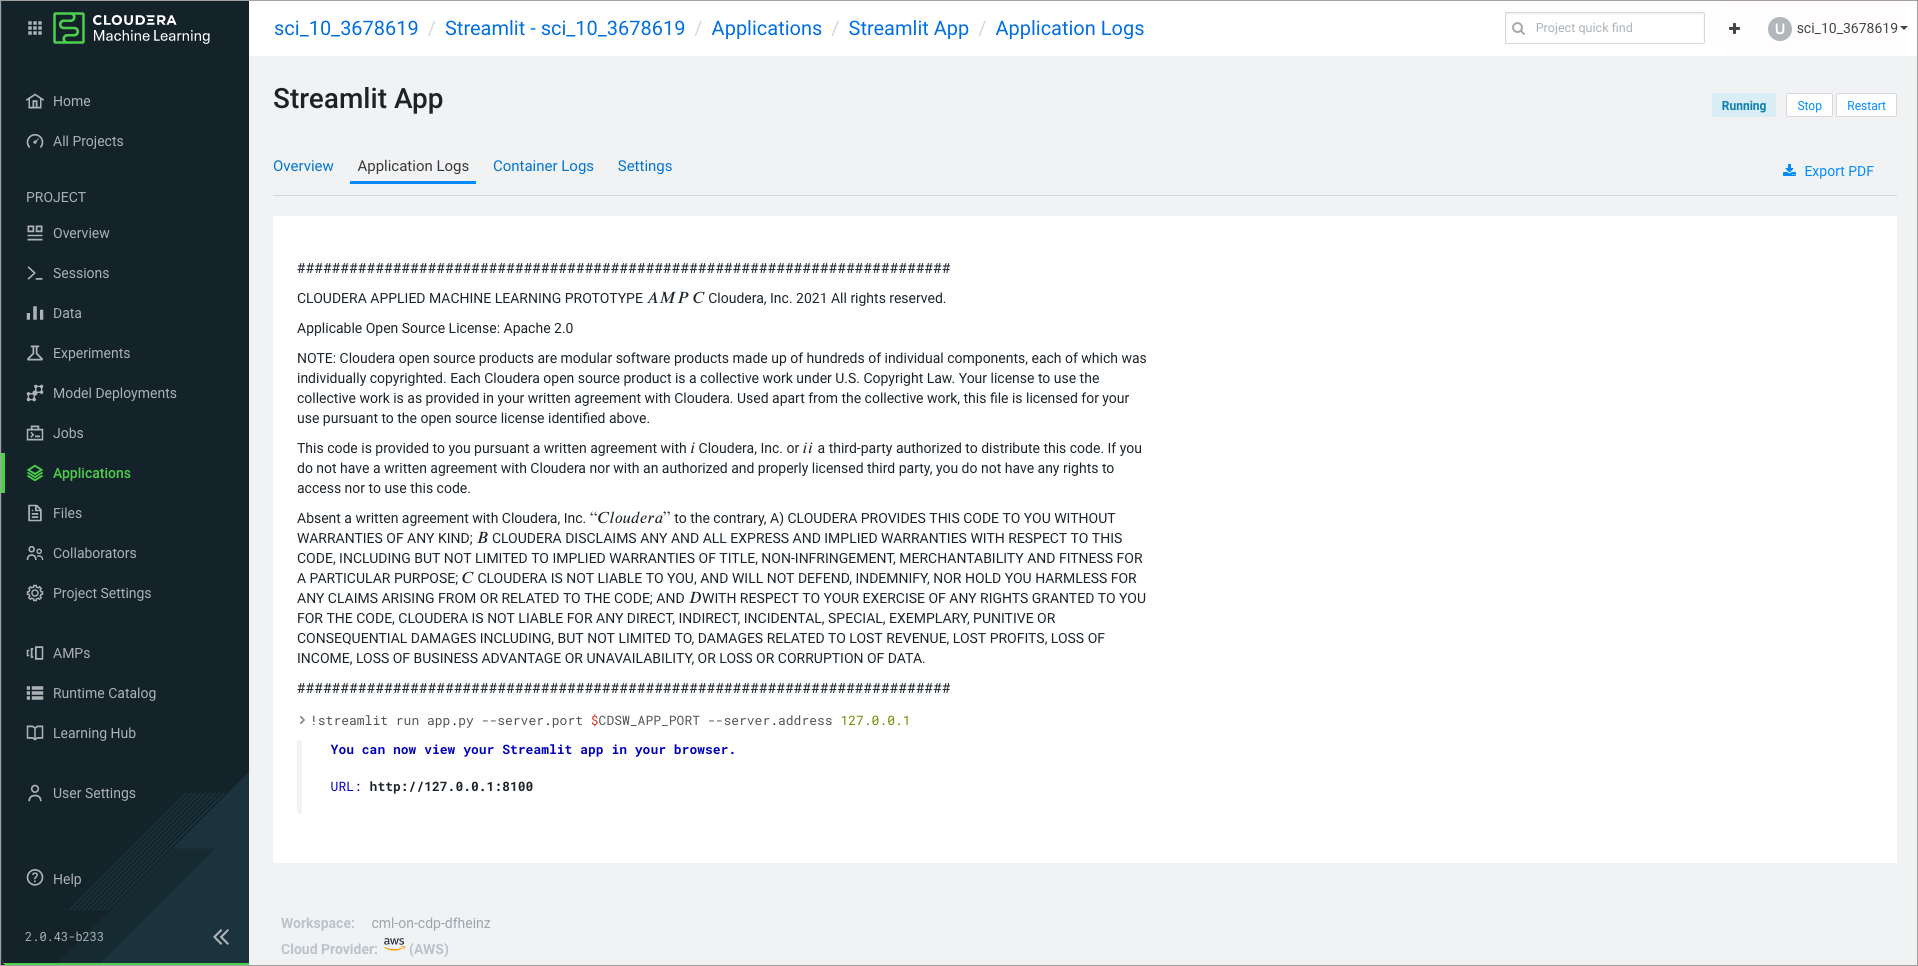 CLOUDERA
Machine Learning
sci_10_3678619 / Streamlit - sci_10_3678619 / Applications / Streamlit App / Application Logs
Project quick find
+
U sci_10_3678619
Home
All Projects
PROJECT
Overview
Sessions
Data
Experiments
Model Deployments
Jobs
Applications
Files
Collaborators
Project Settings
AMPs
Runtime Catalog
Learning Hub
User Settings
Help
2.0.43-b233
Streamlit App
Running Stop Restart
Overview Application Logs Container Logs Settings
Export PDF
###########################################################################
CLOUDERA APPLIED MACHINE LEARNING PROTOTYPE AMP C Cloudera, Inc. 2021 All rights reserved.
Applicable Open Source License: Apache 2.0
NOTE: Cloudera open source products are modular software products made up of hundreds of individual components, each of which was
individually copyrighted. Each Cloudera open source product is a collective work under U.S. Copyright Law. Your license to use the
collective work is as provided in your written agreement with Cloudera. Used apart from the collective work, this file is licensed for your
use pursuant to the open source license identified above.
This code is provided to you pursuant a written agreement with i Cloudera, Inc. or ii a third-party authorized to distribute this code. If you
do not have a written agreement with Cloudera nor with an authorized and properly licensed third party, you do not have any rights to
access nor to use this code.
Absent a written agreement with Cloudera, Inc. “Cloudera” to the contrary, A) CLOUDERA PROVIDES THIS CODE TO YOU WITHOUT
WARRANTIES OF ANY KIND; B CLOUDERA DISCLAIMS ANY AND ALL EXPRESS AND IMPLIED WARRANTIES WITH RESPECT TO THIS
CODE, INCLUDING BUT NOT LIMITED TO IMPLIED WARRANTIES OF TITLE, NON-INFRINGEMENT, MERCHANTABILITY AND FITNESS FOR
A PARTICULAR PURPOSE; C CLOUDERA IS NOT LIABLE TO YOU, AND WILL NOT DEFEND, INDEMNIFY, NOR HOLD YOU HARMLESS FOR
ANY CLAIMS ARISING FROM OR RELATED TO THE CODE; AND DWITH RESPECT TO YOUR EXERCISE OF ANY RIGHTS GRANTED TO YOU
FOR THE CODE, CLOUDERA IS NOT LIABLE FOR ANY DIRECT, INDIRECT, INCIDENTAL, SPECIAL, EXEMPLARY, PUNITIVE OR
CONSEQUENTIAL DAMAGES INCLUDING, BUT NOT LIMITED TO, DAMAGES RELATED TO LOST REVENUE, LOST PROFITS, LOSS OF
INCOME, LOSS OF BUSINESS ADVANTAGE OR UNAVAILABILITY, OR LOSS OR CORRUPTION OF DATA.
###########################################################################
> !streamlit run app.py --server.port $CDSW_APP_PORT --server.address 127.0.0.1
You can now view your Streamlit app in your browser.
URL: http://127.0.0.1:8100
Workspace: cml-on-cdp-dfheinz
Cloud Provider: aws (AWS)